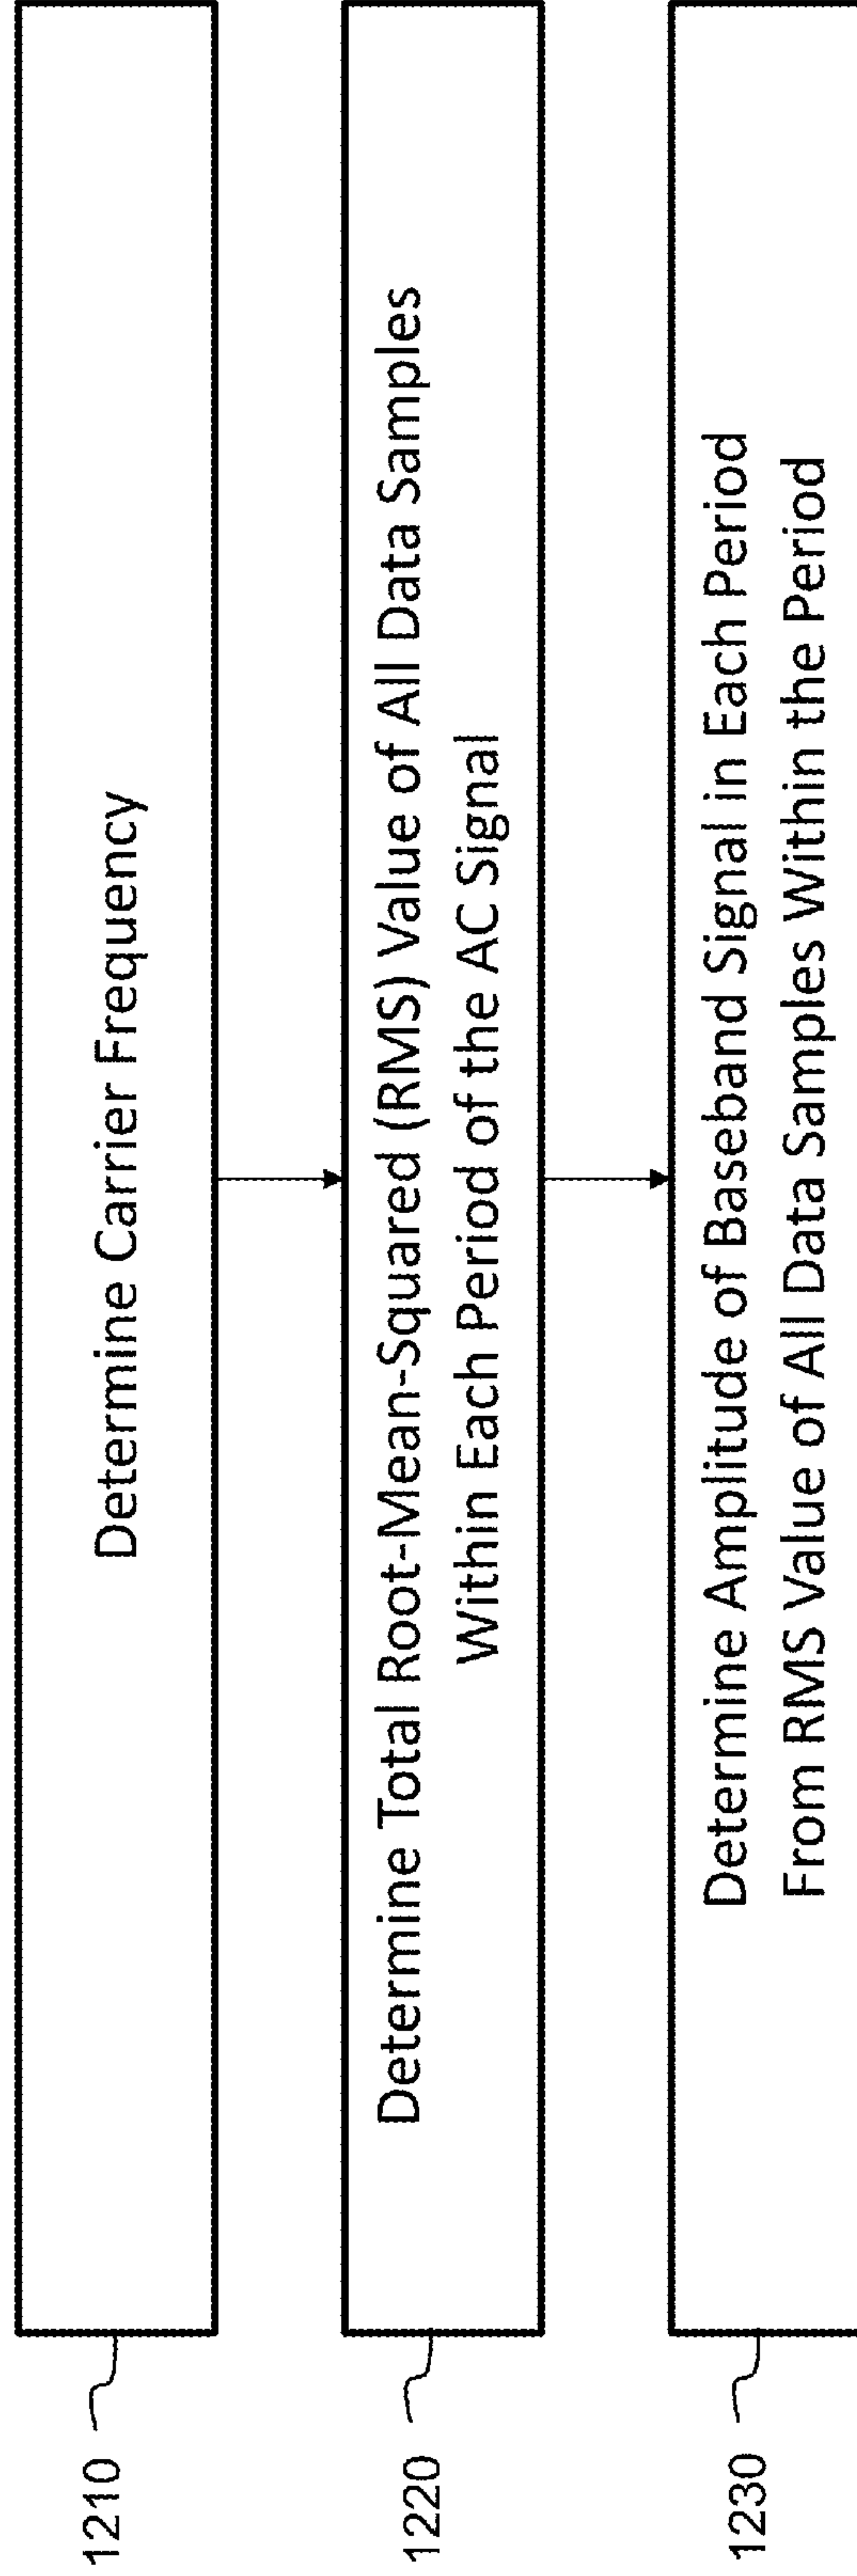 1210
Determine Carrier Frequency
1220
Determine Total Root-Mean-Squared (RMS) Value of All Data Samples
Within Each Period of the AC Signal
1230
Determine Amplitude of Baseband Signal in Each Period
From RMS Value of All Data Samples Within the Period